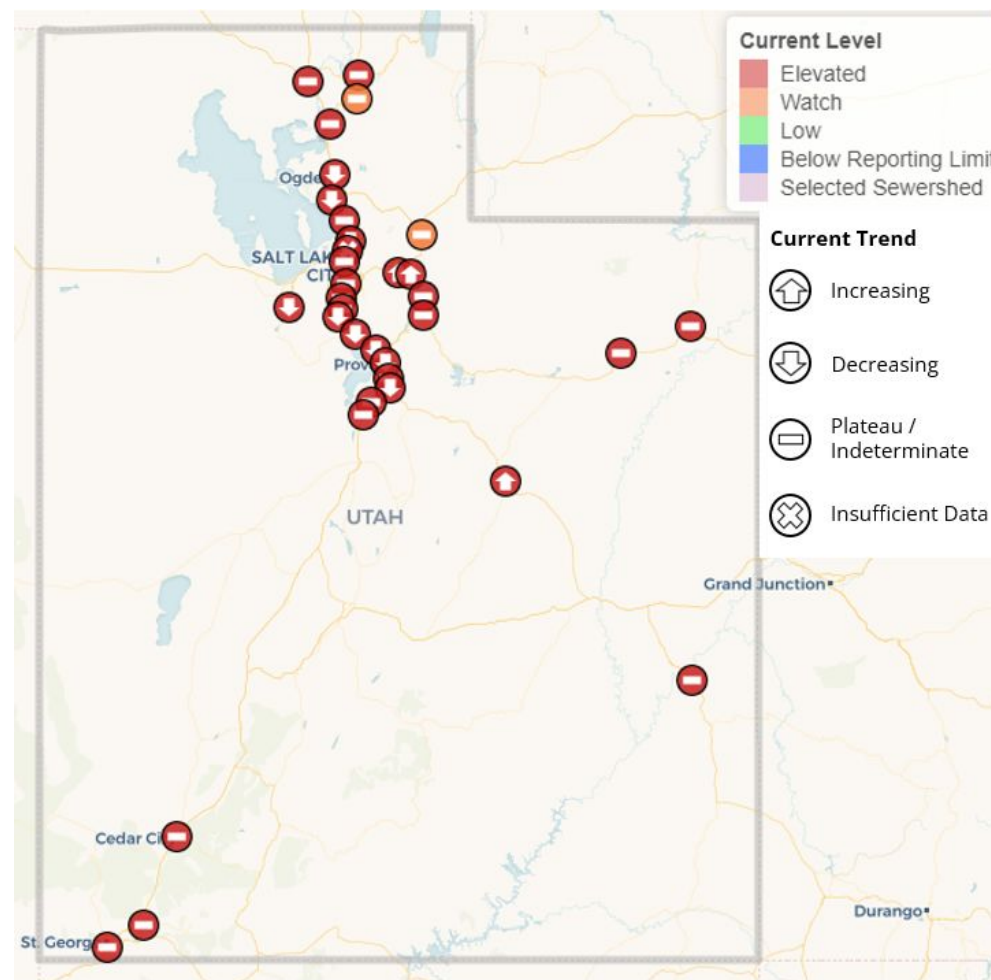 Current Level
Elevated
Watch
Low
Below Reporting Limit
Selected Sewershed
Current Trend
Increasing
Decreasing
Plateau /
Indeterminate
Insufficient Data
Ogde
SALT LAK
CIT
Prov
UTAH
Grand Junction
Cedar Ci
Durango
St. Georg